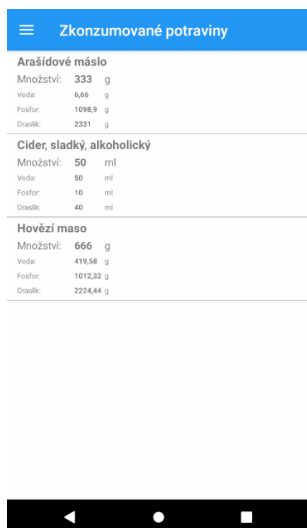 Zkonzumované potraviny
Arašídové máslo
Množství: 333 g
Voda: 6,66 g
Fosfor: 1098,9 g
Draslík: 2331 g
Cider, sladký, alkoholický
Množství: 50 ml
Voda: 50 ml
Fosfor: 10 ml
Draslík: 40 ml
Hovězí maso
Množství: 666 g
Voda: 419,58 g
Fosfor: 1012,32 g
Draslík: 2224,44 g